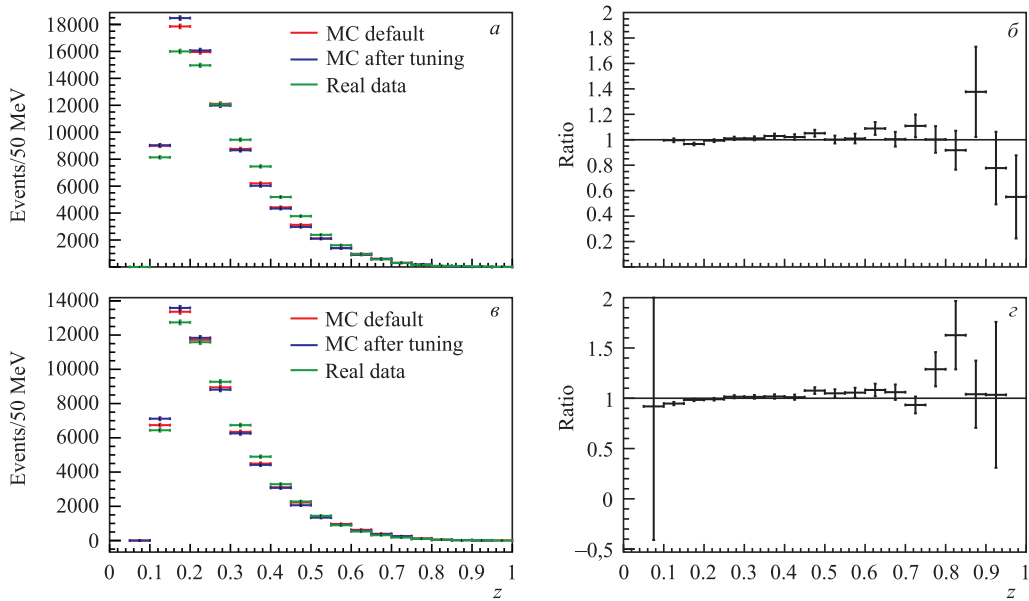 18000
16000
14000
12000
10000
8000
6000
4000
2000
Events/50 MeV
MC default
MC after tuning
Real data
а
2
1.8
1.6
1.4
1.2
1
0.8
0.6
0.4
0.2
Ratio
б
14000
12000
10000
8000
6000
4000
2000
0
Events/50 MeV
MC default
MC after tuning
Real data
в
0 0.1 0.2 0.3 0.4 0.5 0.6 0.7 0.8 0.9 1
z
2
1.5
1
0.5
0
–0,5
Ratio
г
0 0.1 0.2 0.3 0.4 0.5 0.6 0.7 0.8 0.9 1
z